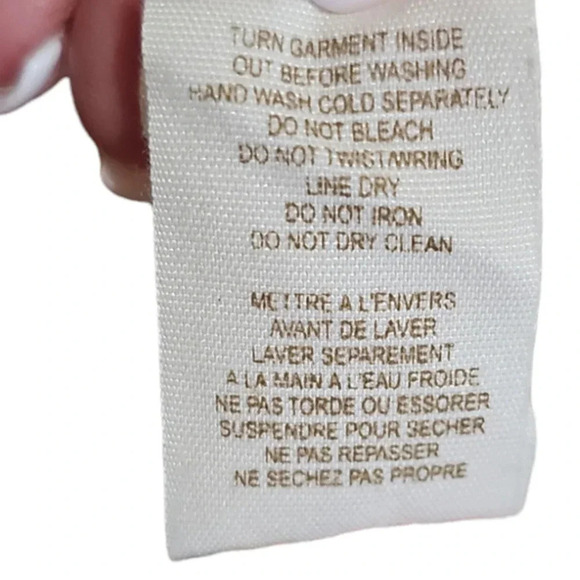 TURN GARMENT INSIDE
OUT BEFORE WASHING
HAND WASH COLD SEPARATELY
DO NOT BLEACH
DO NOT TWIST/WRING
LINE DRY
DO NOT IRON
DO NOT DRY CLEAN
METTRE A L'ENVERS
AVANT DE LAVER
LAVER SEPAREMENT
A LA MAIN A L'EAU FROIDE
NE PAS TORDE OU ESSORER
SUSPENDRE POUR SECHER
NE PAS REPASSER
NE SECHEZ PAS PROPRE